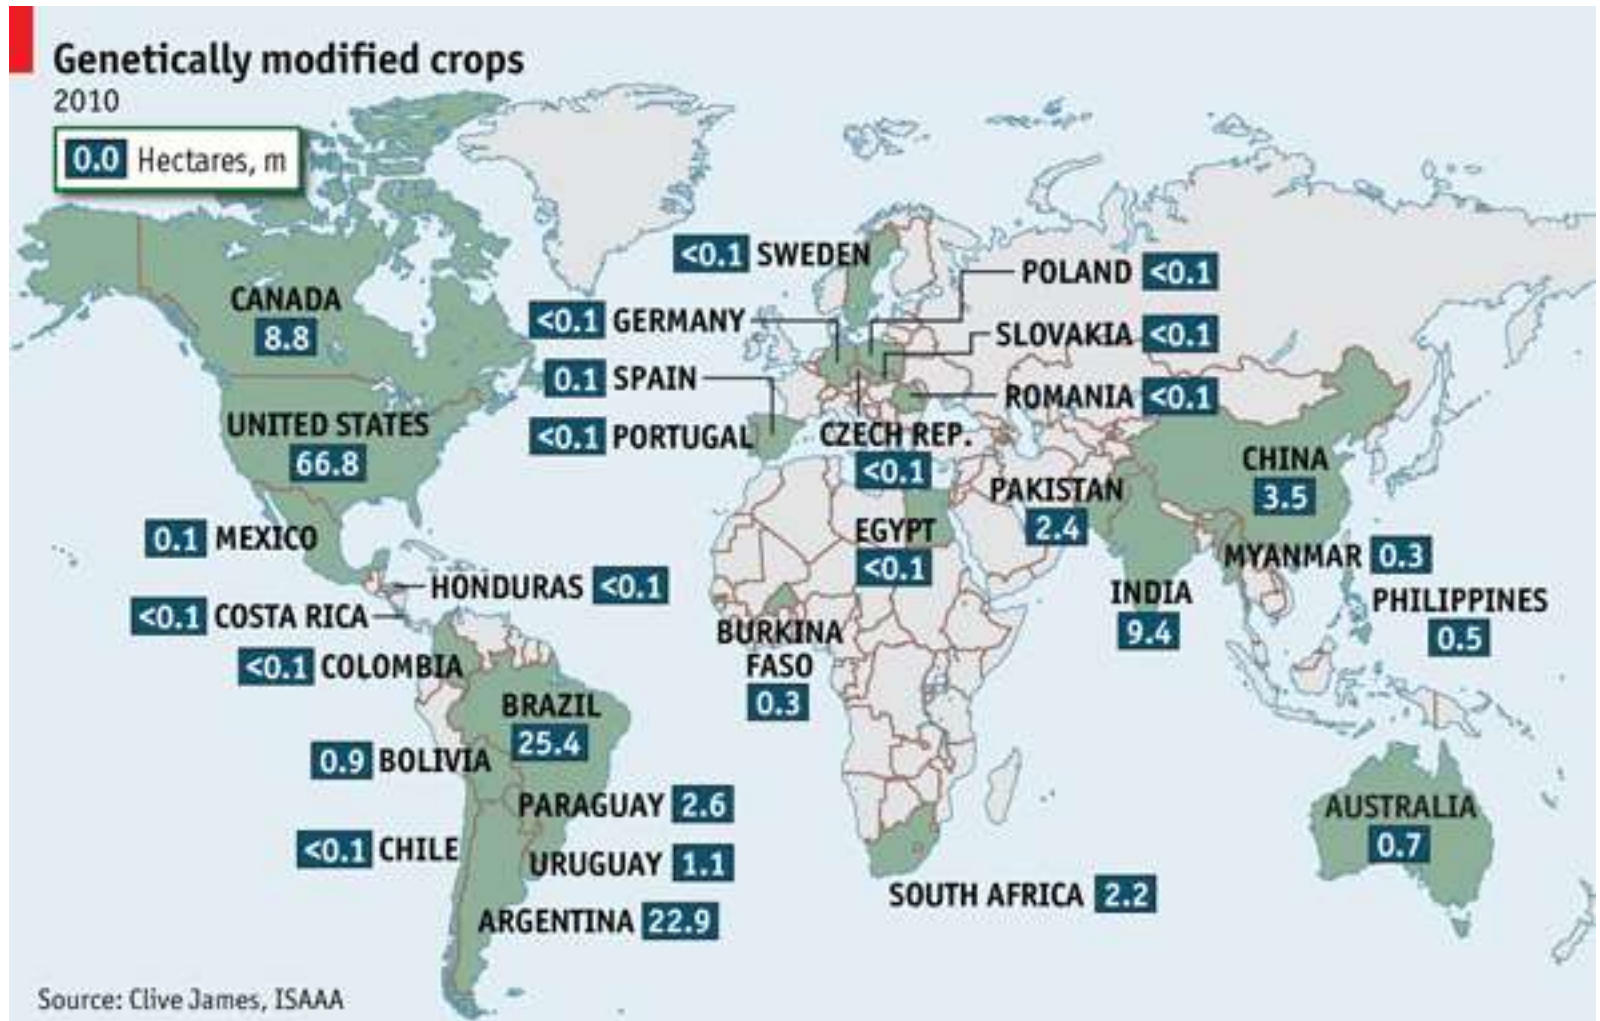 Genetically modified crops
2010
0.0 Hectares, m
<0.1 SWEDEN
POLAND <0.1
CANADA
8.8
<0.1 GERMANY
SLOVAKIA <0.1
0.1 SPAIN
ROMANIA <0.1
UNITED STATES
66.8
<0.1 PORTUGAL
CZECH REP.
<0.1
CHINA
3.5
PAKISTAN
2.4
0.1 MEXICO
EGYPT
<0.1
MYANMAR 0.3
HONDURAS <0.1
INDIA
9.4
PHILIPPINES
0.5
<0.1 COSTA RICA
BURKINA
FASO
0.3
<0.1 COLOMBIA
BRAZIL
25.4
0.9 BOLIVIA
PARAGUAY 2.6
AUSTRALIA
0.7
<0.1 CHILE
URUGUAY 1.1
SOUTH AFRICA 2.2
ARGENTINA 22.9
Source: Clive James, ISAAA